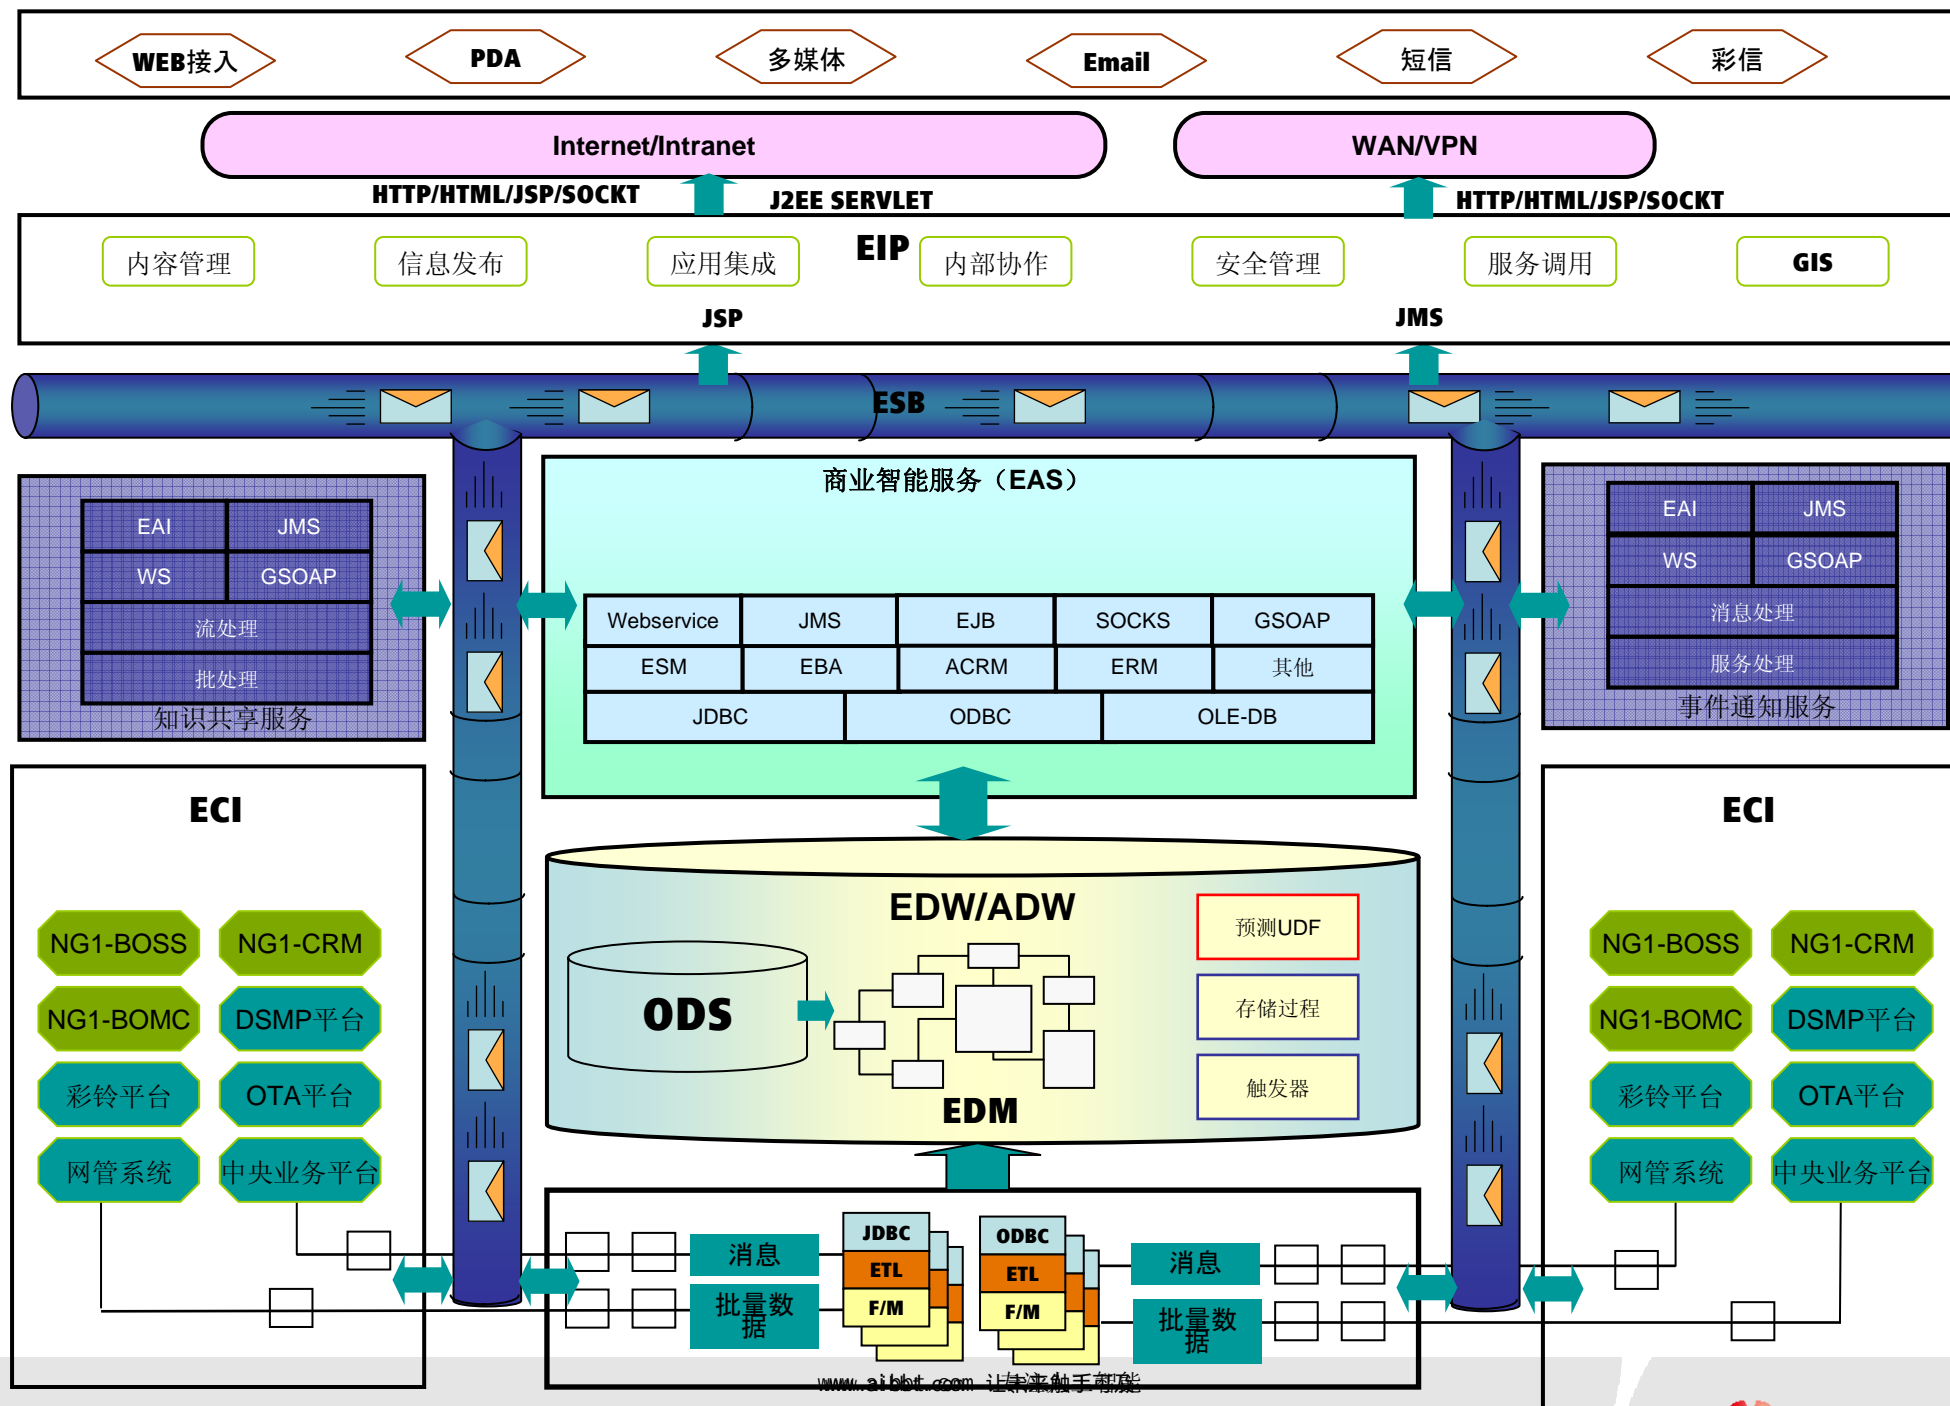 WEB接入
PDA
多媒体
Email
短信
彩信
Internet/Intranet
WAN/VPN
HTTP/HTML/JSP/SOCKT
J2EE SERVLET
HTTP/HTML/JSP/SOCKT
EIP
内容管理
信息发布
应用集成
内部协作
安全管理
服务调用
GIS
JSP
JMS
ESB
EAI
JMS
WS
GSOAP
流处理
批处理
知识共享服务
商业智能服务（EAS）
Webservice
JMS
EJB
SOCKS
GSOAP
ESM
EBA
ACRM
ERM
其他
JDBC
ODBC
OLE-DB
EAI
JMS
WS
GSOAP
消息处理
服务处理
事件通知服务
ECI
NG1-BOSS
NG1-CRM
NG1-BOMC
DSMP平台
彩铃平台
OTA平台
网管系统
中央业务平台
EDW/ADW
ODS
预测UDF
存储过程
触发器
EDM
ECI
NG1-BOSS
NG1-CRM
NG1-BOMC
DSMP平台
彩铃平台
OTA平台
网管系统
中央业务平台
消息
批量数
据
JDBC
ETL
F/M
ODBC
ETL
F/M
消息
批量数
据